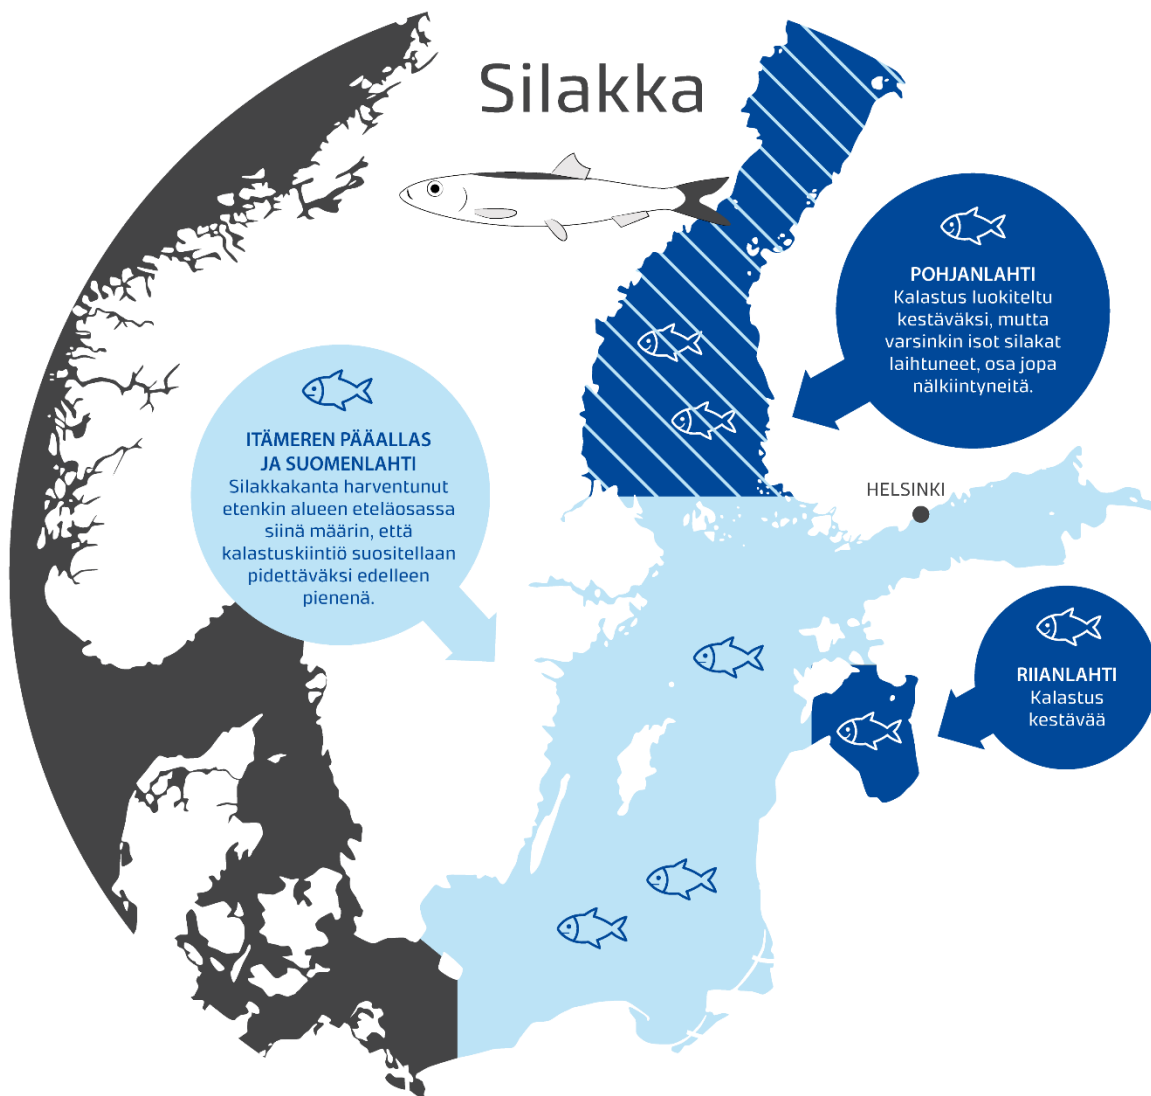 Silakka
POHJANLAHTI
Kalastus luokiteltu
kestäväksi, mutta
varsinkin isot silakat
laihtuneet, osa jopa
nälkiintyneitä.
ITÄMEREN PÄÄALLAS
JA SUOMENLAHTI
Silakkakanta harventunut
etenkin alueen eteläosassa
siinä määrin, että
kalastuskiintiö suositellaan
pidettäväksi edelleen
pienenä.
HELSINKI
RIIANLAHTI
Kalastus
kestävää